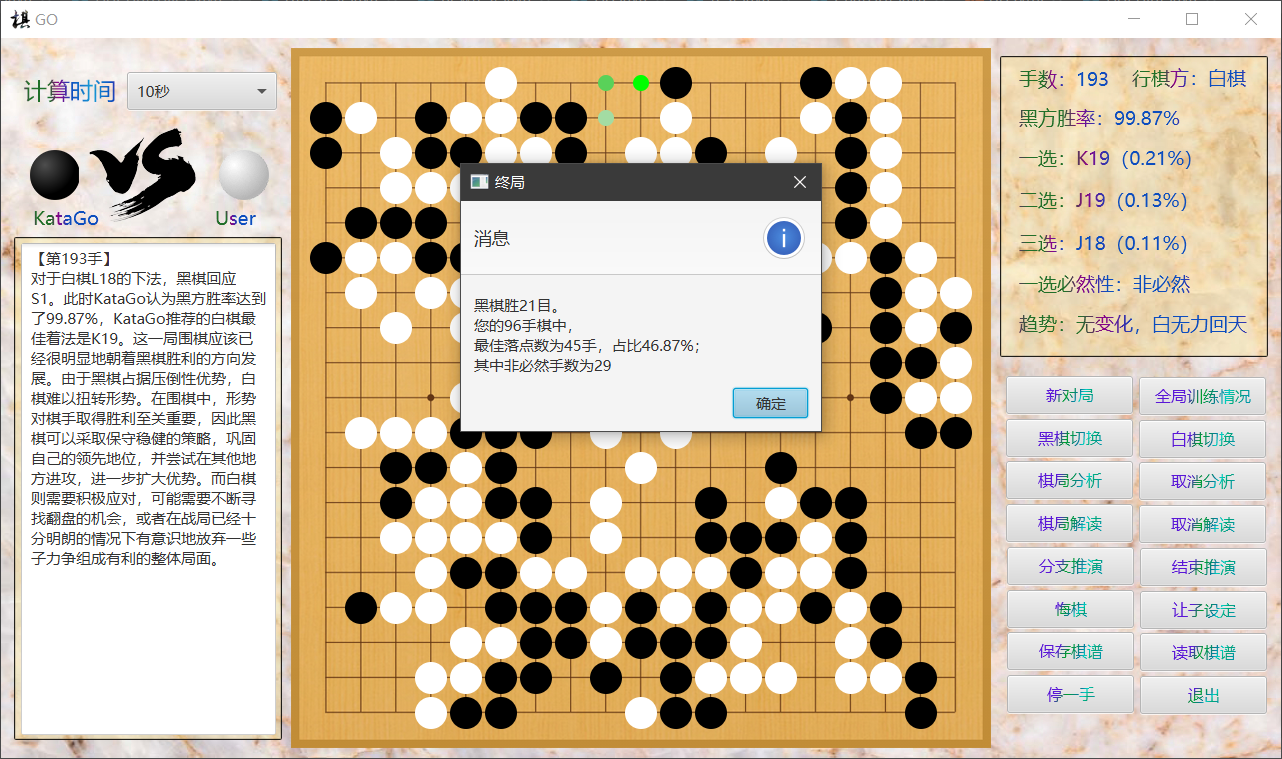 棋 GO
计算时间
10秒
VS
KataGo
User
【第193手】
对于白棋L18的下法，黑棋回应
S1。此时KataGo认为黑方胜率达到
了99.87%，KataGo推荐的白棋最
佳着法是K19。这一局围棋应该已
经很明显地朝着黑棋胜利的方向发
展。由于黑棋占据压倒性优势，白
棋难以扭转形势。在围棋中，形势
对棋手取得胜利至关重要，因此黑
棋可以采取保守稳健的策略，巩固
自己的领先地位，并尝试在其他地
方进攻，进一步扩大优势。而白棋
则需要积极应对，可能需要不断寻
找翻盘的机会，或者在战局已经十
分明朗的情况下有意识地放弃一些
子力争组成有利的整体局面。
终局
消息
i
黑棋胜21目。
您的96手棋中，
最佳落点数为45手，占比46.87%；
其中非必然手数为29
确定
手数：193 行棋方：白棋
黑方胜率：99.87%
一选：K19（0.21%）
二选：J19（0.13%）
三选：J18（0.11%）
一选必然性：非必然
趋势：无变化，白无力回天
新对局 全局训练情况
黑棋切换 白棋切换
棋局分析 取消分析
棋局解读 取消解读
分支推演 结束推演
悔棋 让子设定
保存棋谱 读取棋谱
停一手 退出